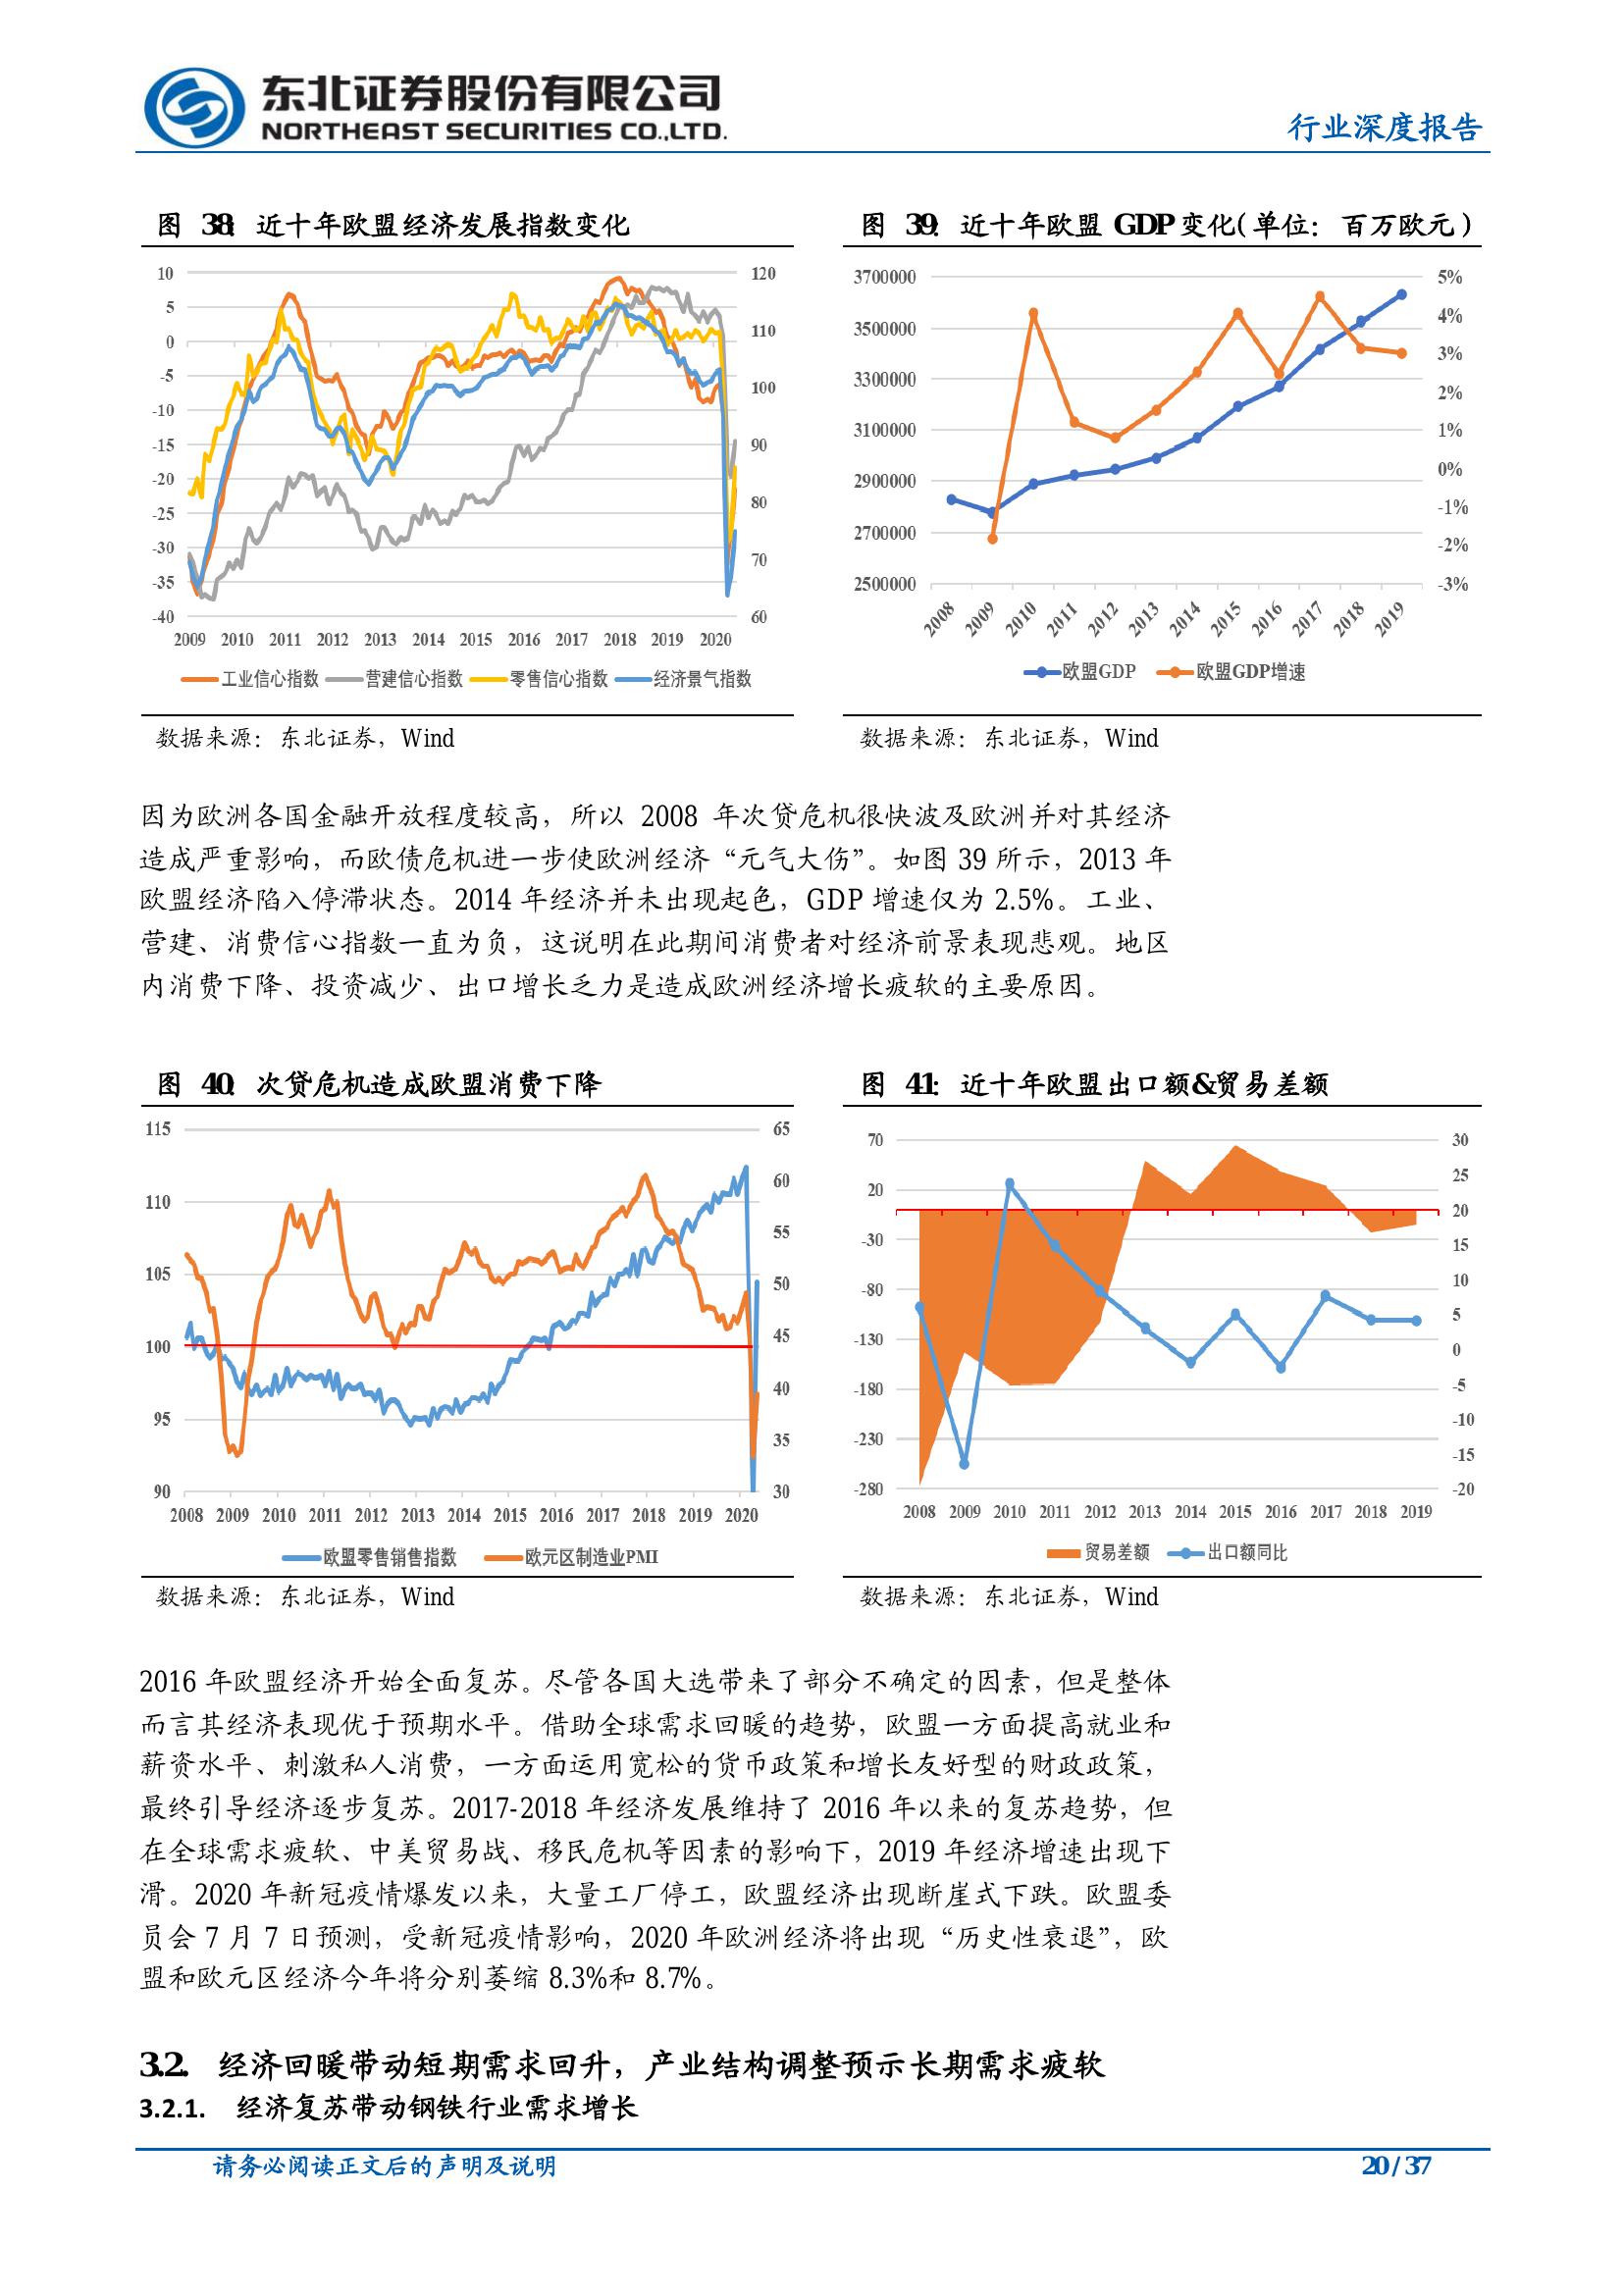 东北证券股份有限公司
NORTHEAST SECURITIES CO.,LTD.
行业深度报告
图 38: 近十年欧盟经济发展指数变化
10
5
0
-5
-10
-15
-20
-25
-30
-35
-40
120
110
100
90
80
70
60
2009 2010 2011 2012 2013 2014 2015 2016 2017 2018 2019 2020
工业信心指数 营建信心指数 零售信心指数 经济景气指数
数据来源：东北证券，Wind
图 39: 近十年欧盟 GDP 变化(单位：百万欧元)
3700000
3500000
3300000
3100000
2900000
2700000
2500000
5%
4%
3%
2%
1%
0%
-1%
-2%
-3%
2008 2009 2010 2011 2012 2013 2014 2015 2016 2017 2018 2019
欧盟GDP 欧盟GDP增速
数据来源：东北证券，Wind
因为欧洲各国金融开放程度较高，所以 2008 年次贷危机很快波及欧洲并对其经济
造成严重影响，而欧债危机进一步使欧洲经济“元气大伤”。如图 39 所示，2013 年
欧盟经济陷入停滞状态。2014 年经济并未出现起色，GDP 增速仅为 2.5%。工业、
营建、消费信心指数一直为负，这说明在此期间消费者对经济前景表现悲观。地区
内消费下降、投资减少、出口增长乏力是造成欧洲经济增长疲软的主要原因。
图 40: 次贷危机造成欧盟消费下降
115
110
105
100
95
90
65
60
55
50
45
40
35
30
2008 2009 2010 2011 2012 2013 2014 2015 2016 2017 2018 2019 2020
欧盟零售销售指数 欧元区制造业PMI
数据来源：东北证券，Wind
图 41: 近十年欧盟出口额&贸易差额
70
20
-30
-80
-130
-180
-230
-280
30
25
20
15
10
5
0
-5
-10
-15
-20
2008 2009 2010 2011 2012 2013 2014 2015 2016 2017 2018 2019
贸易差额 出口额同比
数据来源：东北证券，Wind
2016 年欧盟经济开始全面复苏。尽管各国大选带来了部分不确定的因素，但是整体
而言其经济表现优于预期水平。借助全球需求回暖的趋势，欧盟一方面提高就业和
薪资水平、刺激私人消费，一方面运用宽松的货币政策和增长友好型的财政政策，
最终引导经济逐步复苏。2017-2018 年经济发展维持了 2016 年以来的复苏趋势，但
在全球需求疲软、中美贸易战、移民危机等因素的影响下，2019 年经济增速出现下
滑。2020 年新冠疫情爆发以来，大量工厂停工，欧盟经济出现断崖式下跌。欧盟委
员会 7 月 7 日预测，受新冠疫情影响，2020 年欧洲经济将出现“历史性衰退”，欧
盟和欧元区经济今年将分别萎缩 8.3%和 8.7%。
3.2. 经济回暖带动短期需求回升，产业结构调整预示长期需求疲软
3.2.1. 经济复苏带动钢铁行业需求增长
请务必阅读正文后的声明及说明
20 / 37